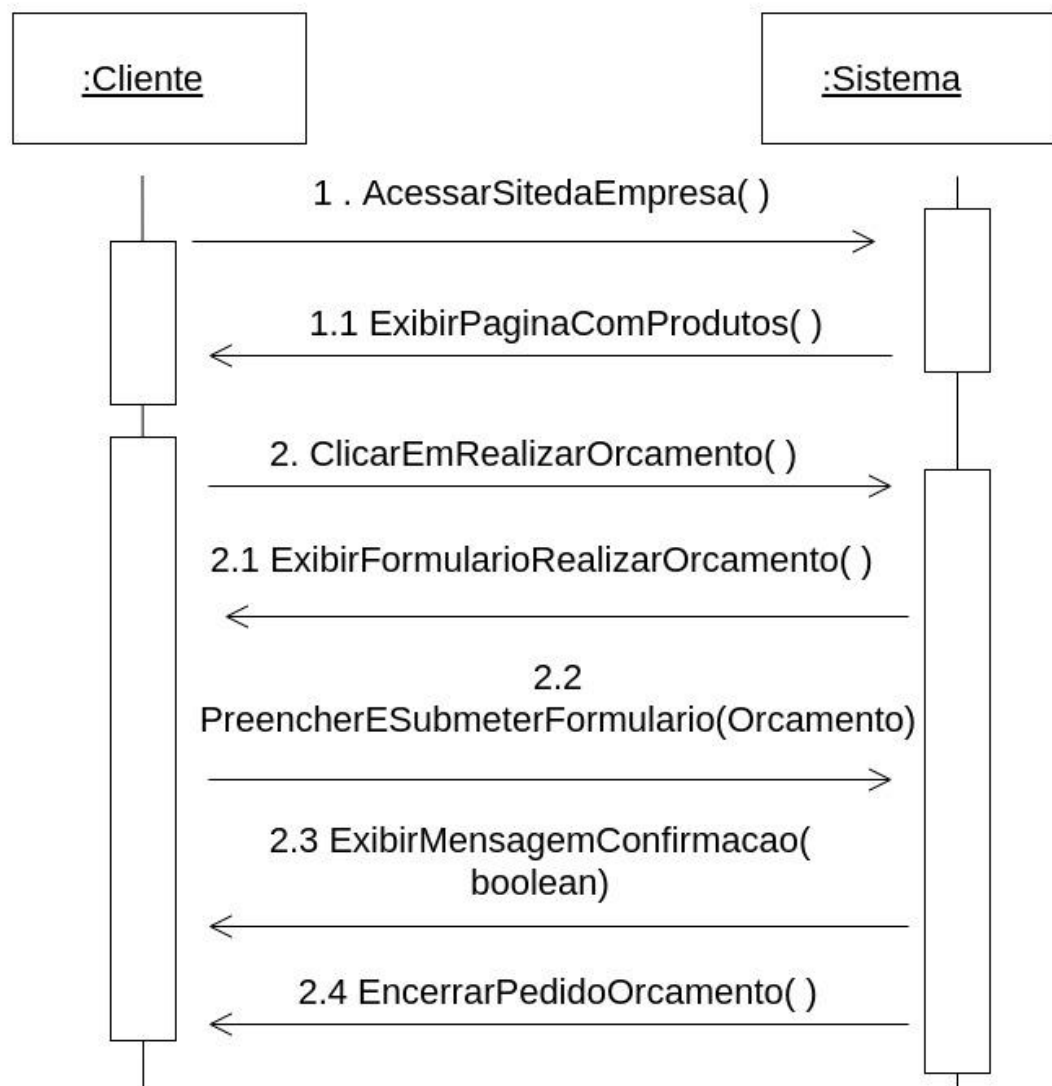 :Cliente
:Sistema
1 . AcessarSitedaEmpresa( )
1.1 ExibirPaginaComProdutos( )
2. ClicarEmRealizarOrcamento( )
2.1 ExibirFormularioRealizarOrcamento( )
2.2
PreencherESubmeterFormulario(Orcamento)
2.3 ExibirMensagemConfirmacao(
boolean)
2.4 EncerrarPedidoOrcamento( )